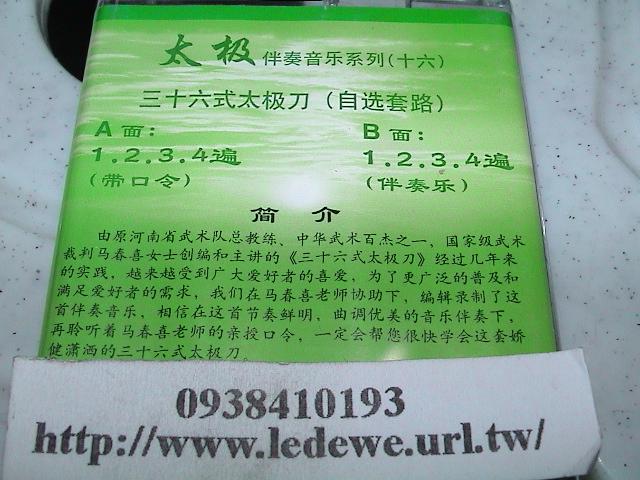 太极 伴奏音乐系列(十六)
三十六式太极刀（自选套路）
A 面： B 面：
1.2.3.4遍 1.2.3.4遍
(带口令) (伴奏乐)
简 介
由原河南省武术队总教练、中华武术百杰之一，国家级武术
裁判马春喜女士创编和主讲的《三十六式太极刀》经过几年来
的实践，越来越受到广大爱好者的喜爱，为了更广泛的普及和
满足爱好者的需求，我们在马春喜老师协助下，编辑录制了这
首伴奏音乐，相信在这首节奏鲜明，曲调优美的音乐伴奏下，
再聆听着马春喜老师的亲授口令，一定会帮您很快学会这套娇
健潇洒的三十六式太极刀。
0938410193
http://www.ledewe.url.tw/